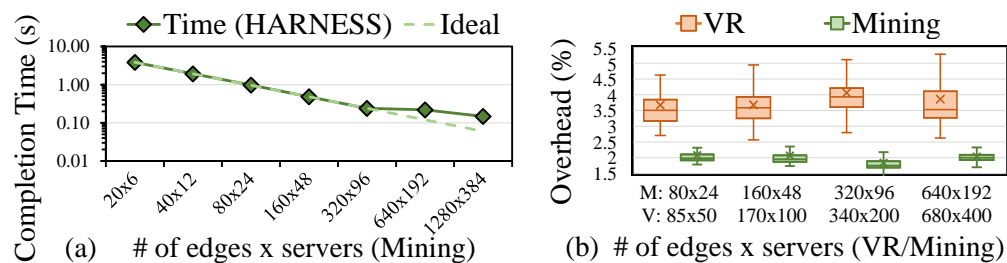 Time (HARNESS) Ideal
Completion Time (s)
10.00
1.00
0.10
0.01
20x6
40x12
80x24
160x48
320x96
640x192
1280x384
(a) # of edges x servers (Mining)
VR Mining
Overhead (%)
5.5
5
4.5
4
3.5
3
2.5
2
1.5
M: 80x24 160x48 320x96 640x192
V: 85x50 170x100 340x200 680x400
(b) # of edges x servers (VR/Mining)